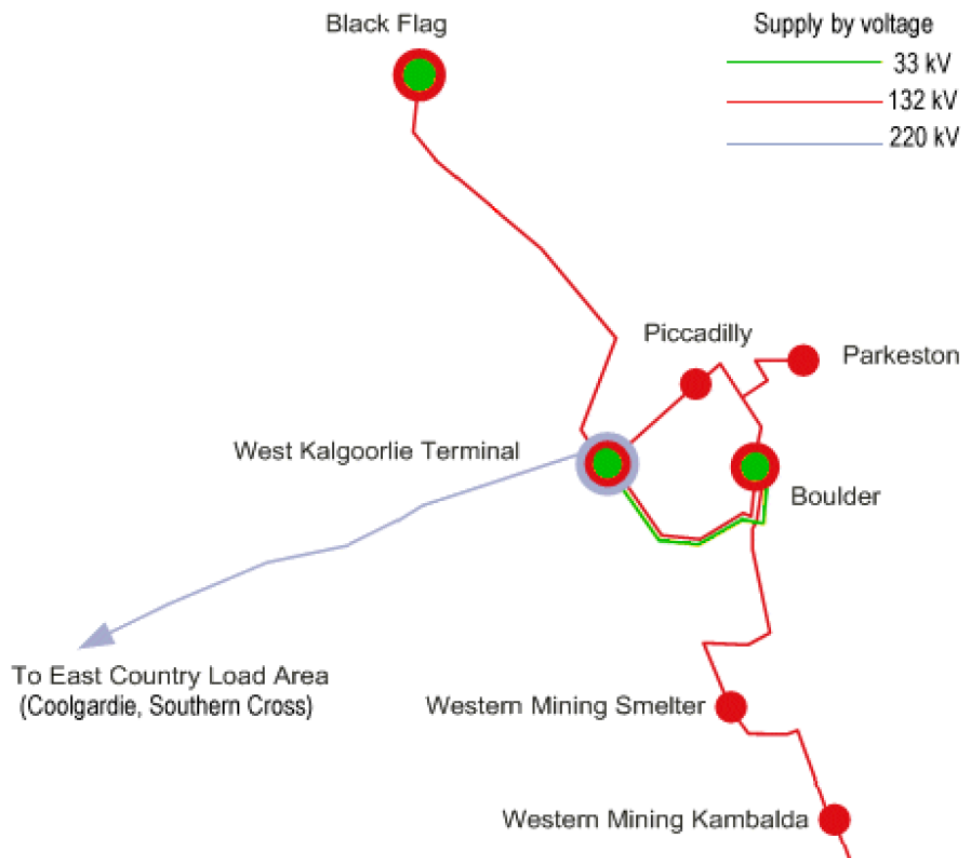 Black Flag
Supply by voltage
33 kV
132 kV
220 kV
Piccadilly
Parkeston
West Kalgoorlie Terminal
Boulder
To East Country Load Area
(Coolgardie, Southern Cross)
Western Mining Smelter
Western Mining Kambalda